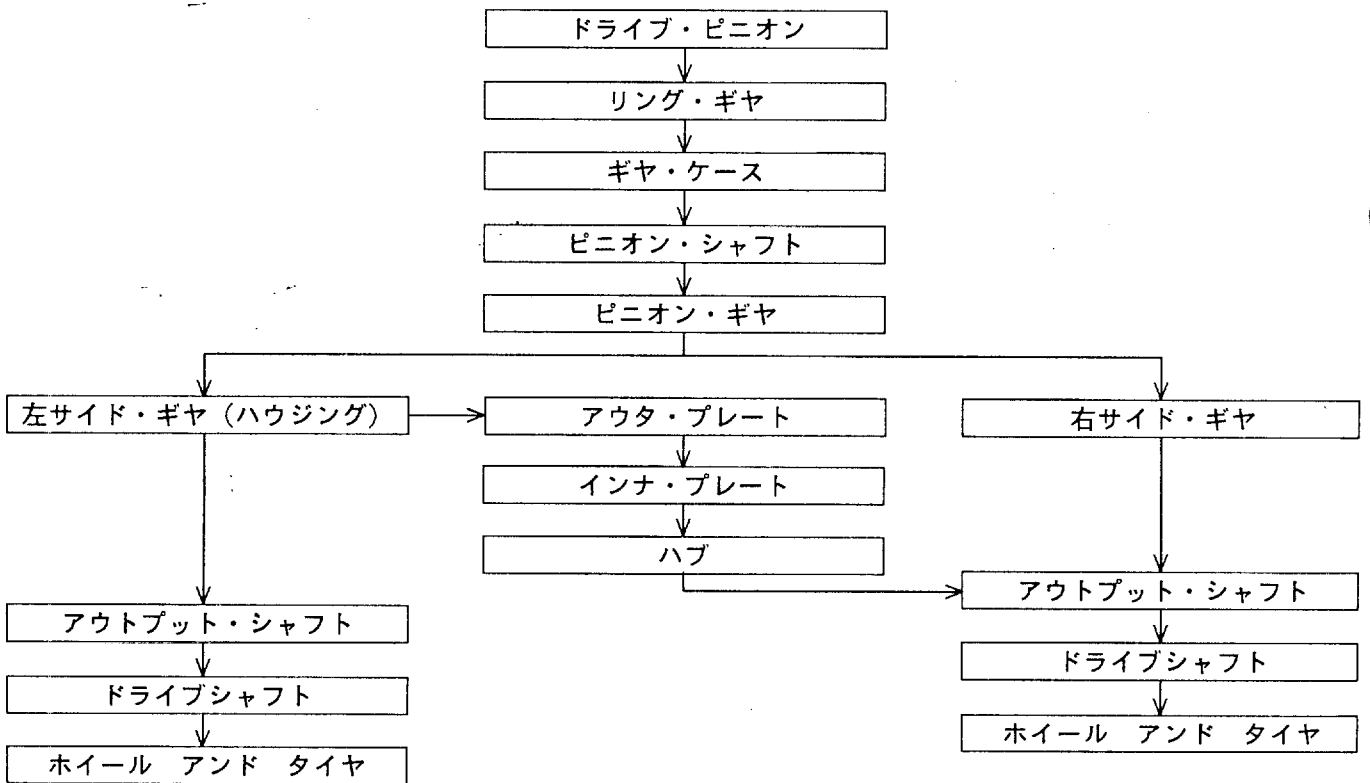 ドライブ・ピニオン
リング・ギヤ
ギヤ・ケース
ピニオン・シャフト
ピニオン・ギヤ
左サイド・ギヤ(ハウジング)
アウタ・プレート
右サイド・ギヤ
インナ・プレート
ハブ
アウトプット・シャフト
アウトプット・シャフト
ドライブシャフト
ドライブシャフト
ホイール アンド タイヤ
ホイール アンド タイヤ